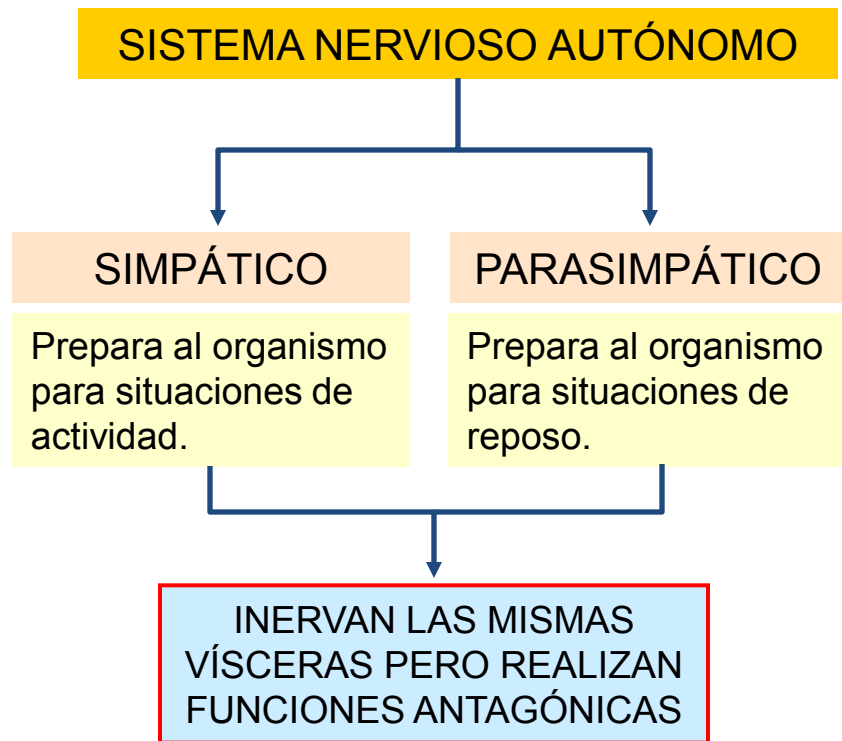 SISTEMA NERVIOSO AUTÓNOMO
SIMPÁTICO
Prepara al organismo
para situaciones de
actividad.
PARASIMPÁTICO
Prepara al organismo
para situaciones de
reposo.
INERVAN LAS MISMAS
VÍSCERAS PERO REALIZAN
FUNCIONES ANTAGÓNICAS